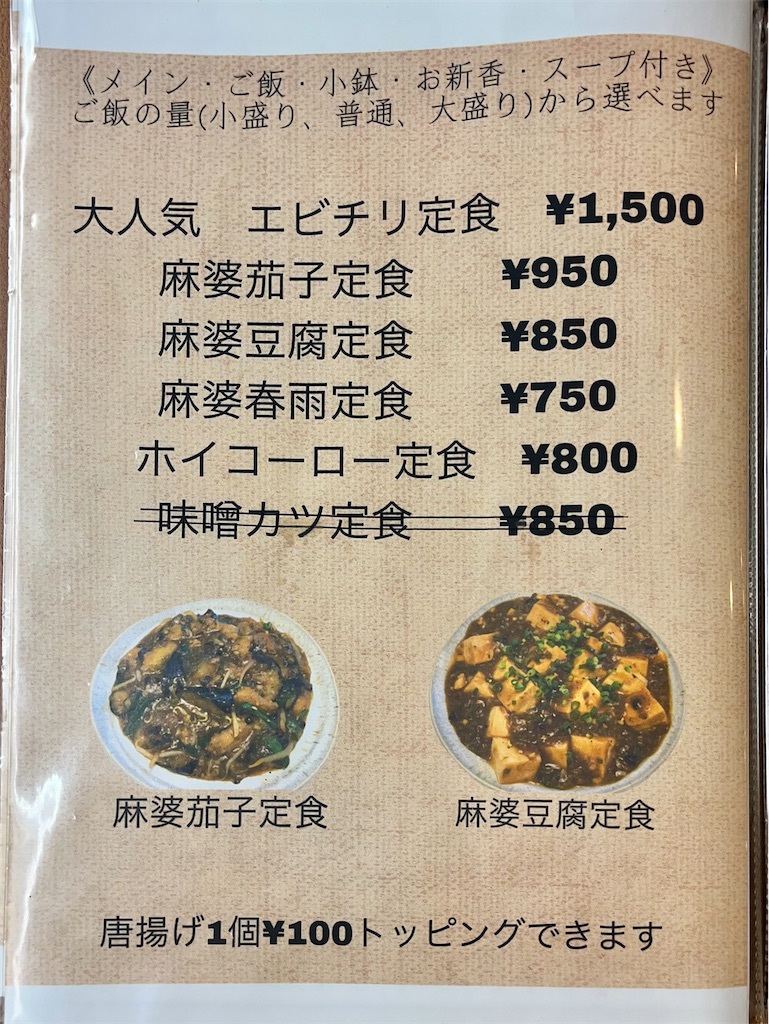 《メイン・ご飯・小鉢・お新香・スープ付き》
ご飯の量(小盛り、普通、大盛り)から選べます
大人気　エビチリ定食　¥1,500
麻婆茄子定食　¥950
麻婆豆腐定食　¥850
麻婆春雨定食　¥750
ホイコーロー定食　¥800
味噌カツ定食　¥850
麻婆茄子定食
麻婆豆腐定食
唐揚げ1個¥100トッピングできます